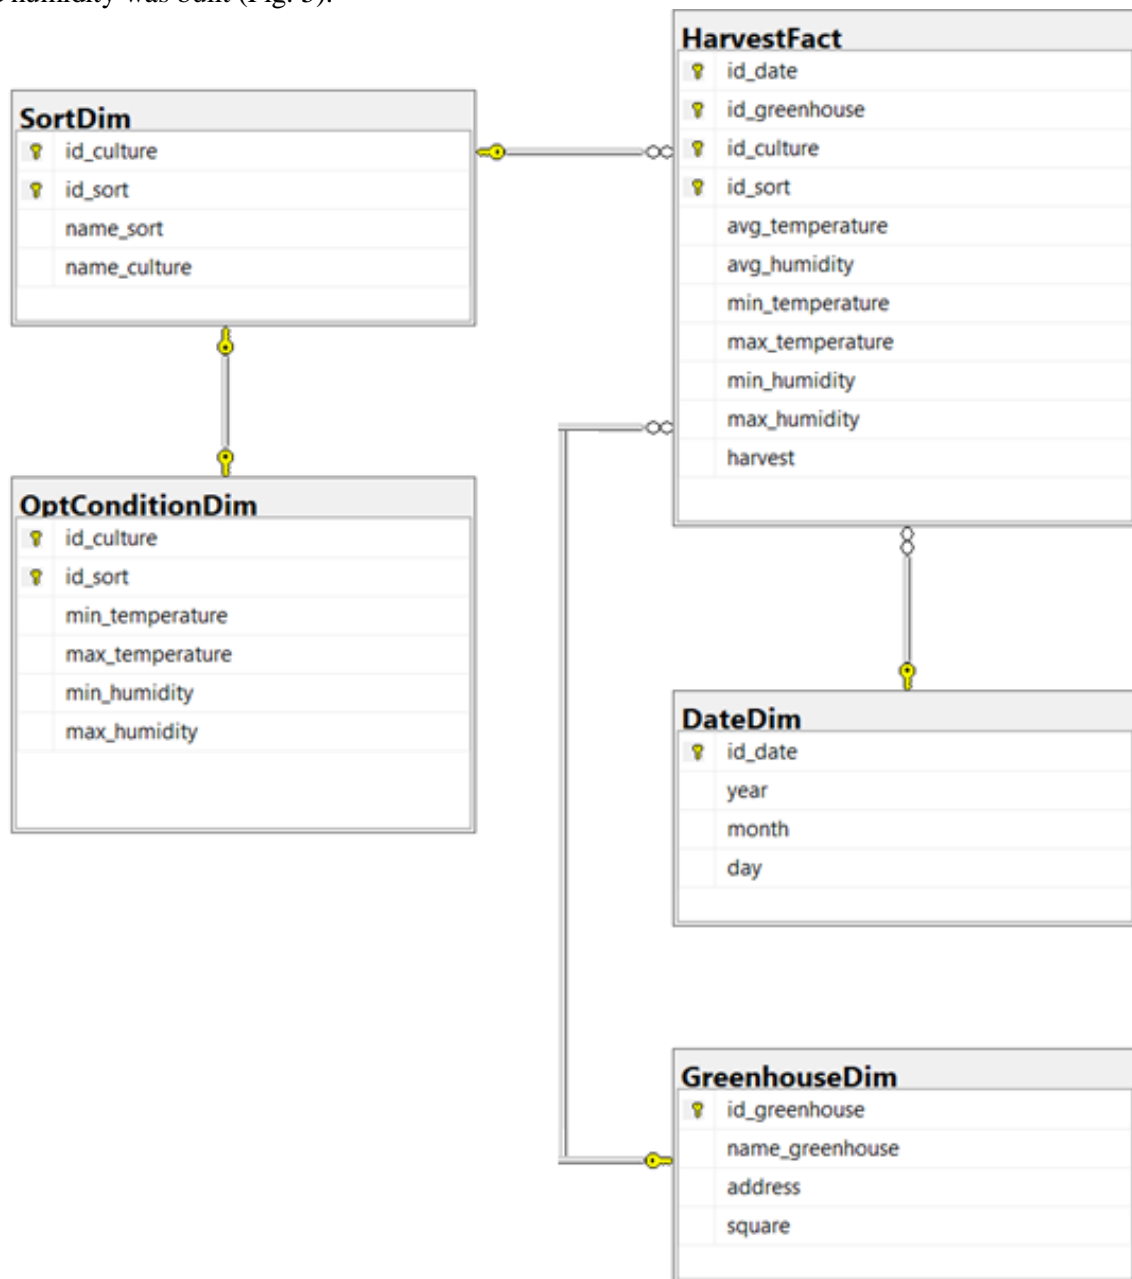 humidity was built (Fig. 3).
SortDim
id_culture
id_sort
name_sort
name_culture
OptConditionDim
id_culture
id_sort
min_temperature
max_temperature
min_humidity
max_humidity
HarvestFact
id_date
id_greenhouse
id_culture
id_sort
avg_temperature
avg_humidity
min_temperature
max_temperature
min_humidity
max_humidity
harvest
DateDim
id_date
year
month
day
GreenhouseDim
id_greenhouse
name_greenhouse
address
square